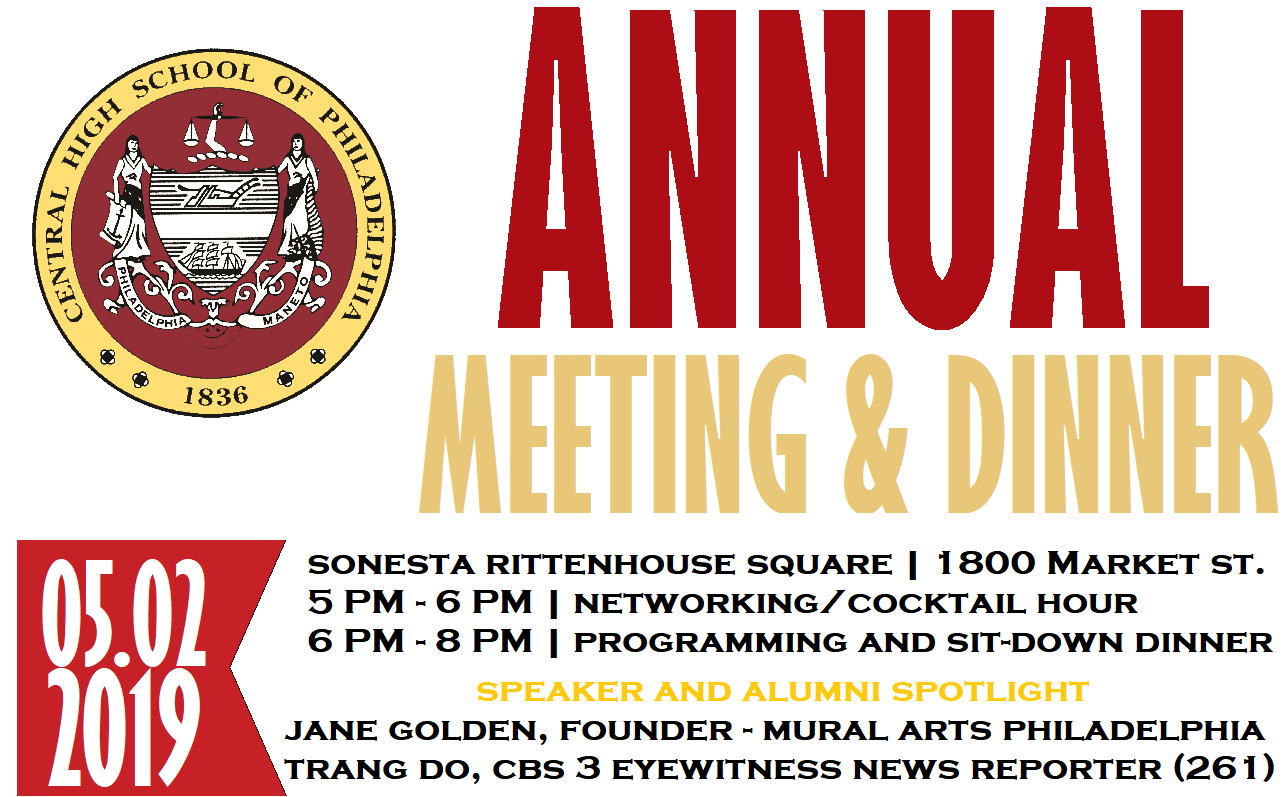 CENTRAL HIGH SCHOOL OF PHILADELPHIA
PHILADELPHIA MANETO
1836
ANNUAL
MEETING & DINNER
05.02
2019
SONESTA RITTENHOUSE SQUARE | 1800 MARKET ST.
5 PM - 6 PM | NETWORKING/COCKTAIL HOUR
6 PM - 8 PM | PROGRAMMING AND SIT-DOWN DINNER
SPEAKER AND ALUMNI SPOTLIGHT
JANE GOLDEN, FOUNDER - MURAL ARTS PHILADELPHIA
TRANG DO, CBS 3 EYEWITNESS NEWS REPORTER (261)